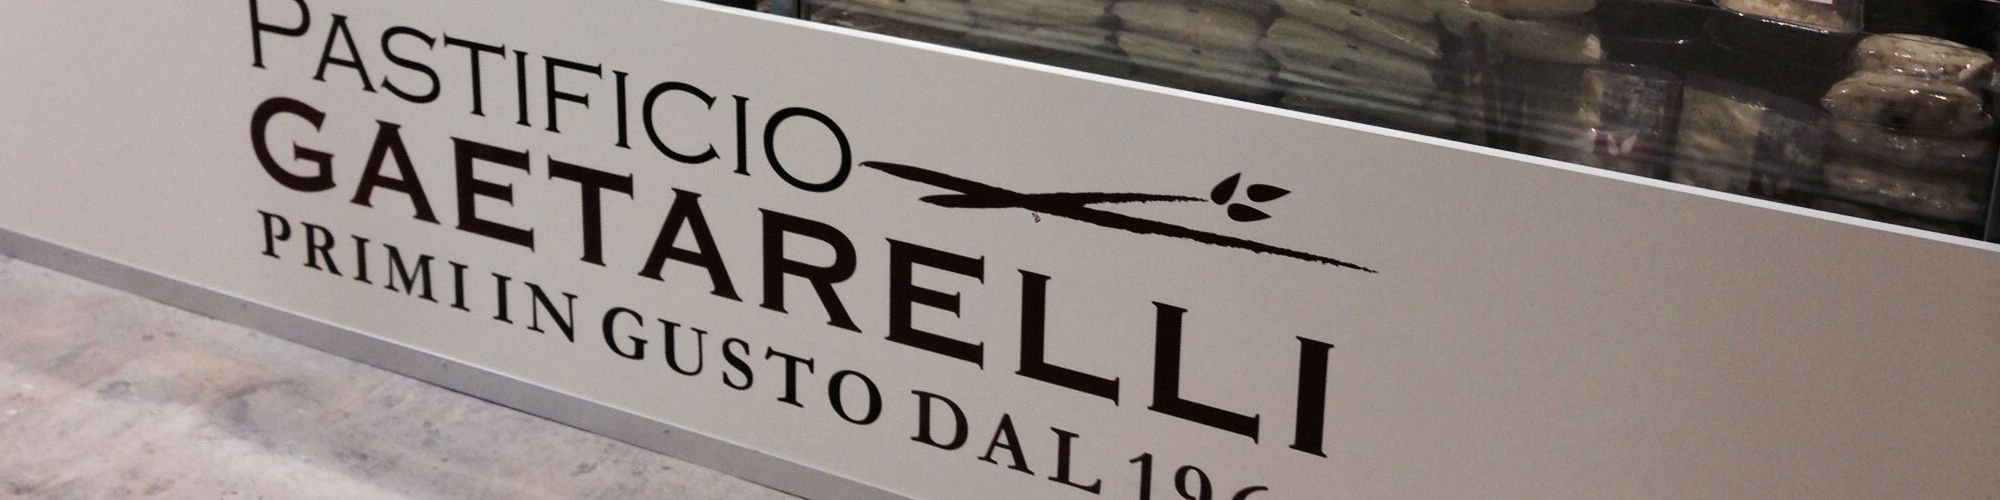 PASTIFICIO
GAETARELLI
PRIMI IN GUSTO DAL